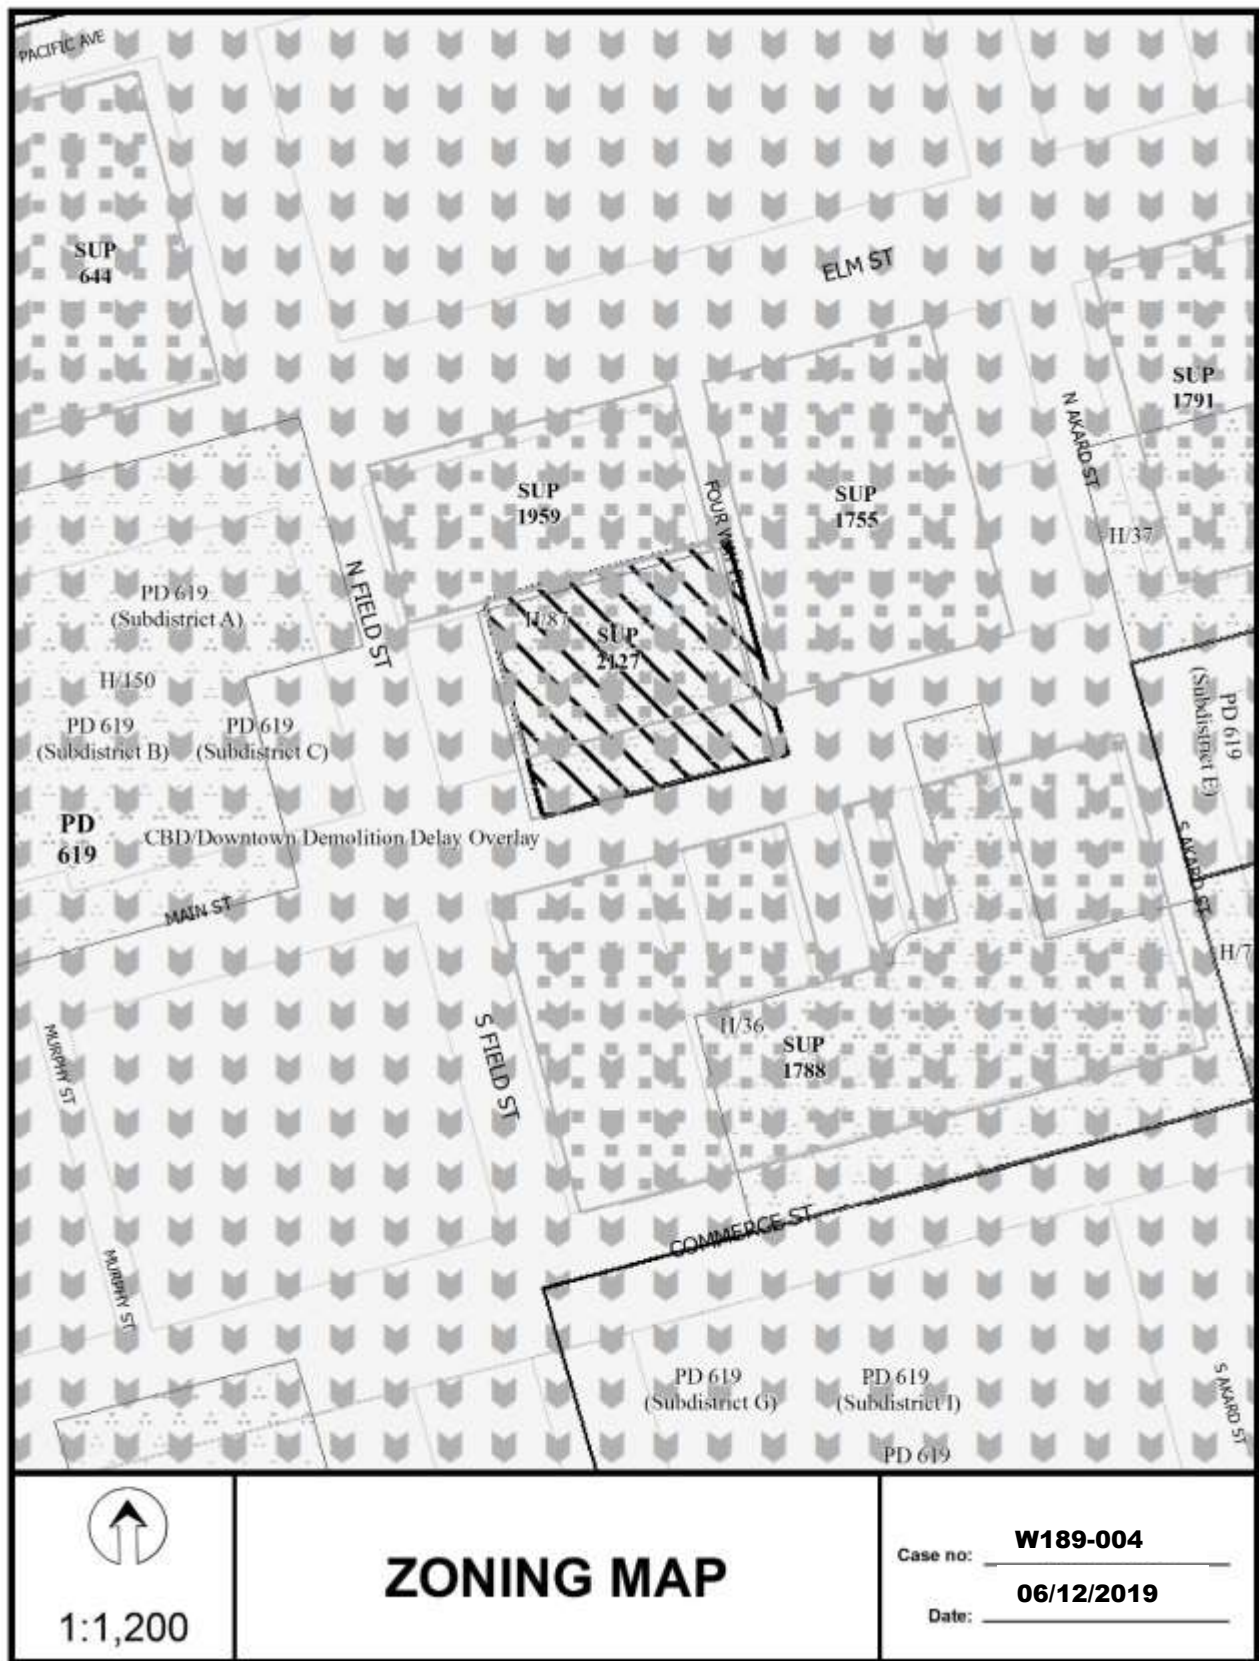 PACIFIC AVE
SUP
644
ELM ST
SUP
1791
N AKARD ST
SUP
1959
SUP
1755
FOUR WAY
H/37
N FIELD ST
PD 619
(Subdistrict A)
H/87
SUP
2127
H/150
PD 619
(Subdistrict B)
PD 619
(Subdistrict C)
PD 619
(Subdistrict E)
PD
619
CBD/Downtown Demolition Delay Overlay
S AKARD ST
MAIN ST
H/7
S FIELD ST
H/36
SUP
1788
MURPHY ST
COMMERCE ST
MURPHY ST
PD 619
(Subdistrict G)
PD 619
(Subdistrict I)
S AKARD ST
PD 619
1:1,200
ZONING MAP
Case no: W189-004
Date: 06/12/2019